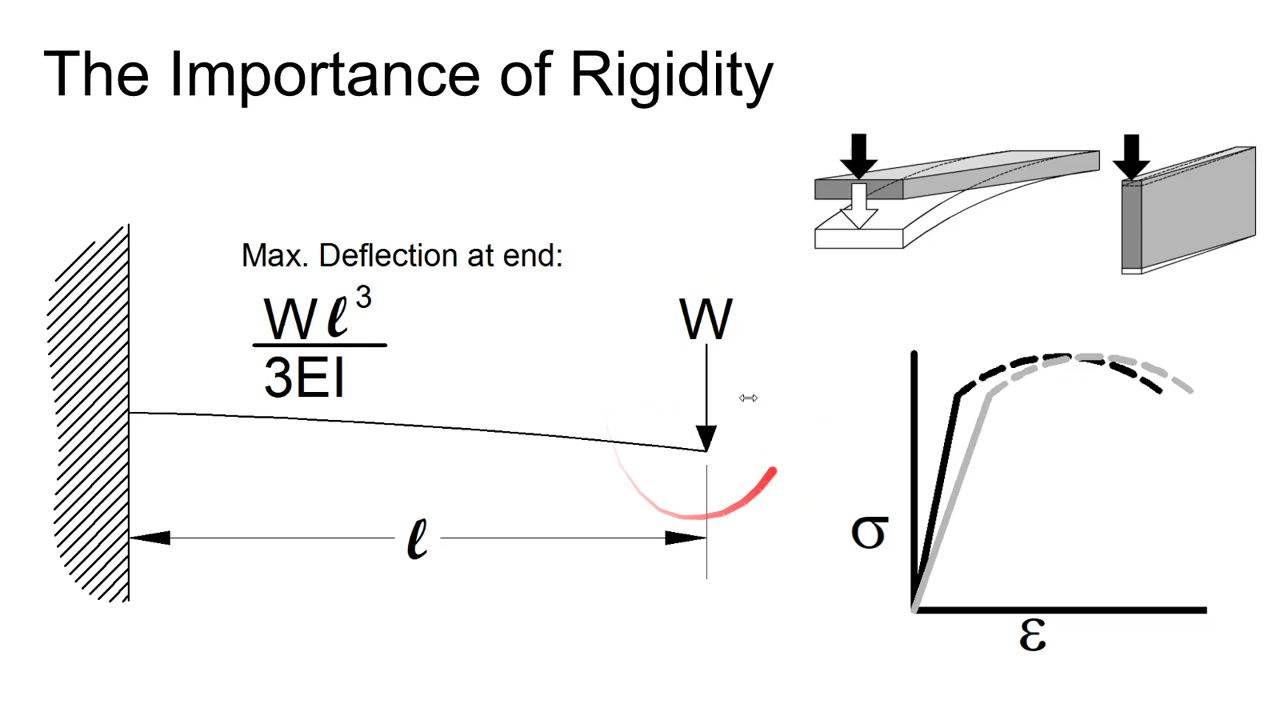 The Importance of Rigidity
Max. Deflection at end:
Wℓ³
3EI
W
ℓ
σ
ε